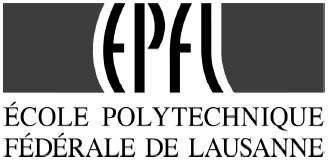 EPFL
ÉCOLE POLYTECHNIQUE
FÉDÉRALE DE LAUSANNE